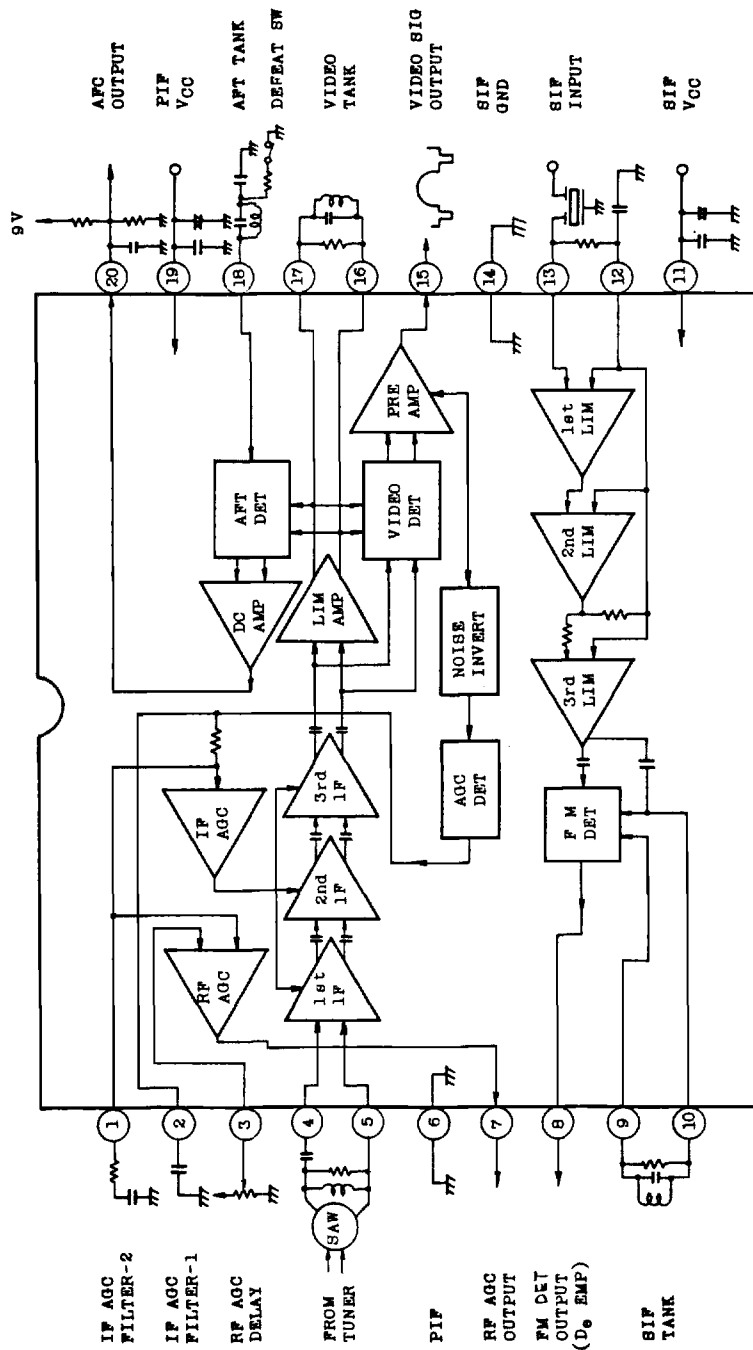 IF AGC
FILTER-2
IF AGC
FILTER-1
RF AGC
DELAY
FROM
TUNER
PIF
RF AGC
OUTPUT
FM DET
OUTPUT
(De EMP)
SIF
TANK
SAW
1
2
3
4
5
6
7
8
9
10
RF
AGC
IF
AGC
DC
AMP
AFT
DET
1st
1F
2nd
1F
3rd
1F
LIM
AMP
VIDEO
DET
PRE
AMP
AGC
DET
NOISE
INVERT
F M
DET
3rd
LIM
2nd
LIM
1st
LIM
20
19
18
17
16
15
14
13
12
11
9V
AFC
OUTPUT
PIF
VCC
AFT TANK
DEFEAT SW
VIDEO
TANK
VIDEO SIG
OUTPUT
SIF
GND
SIF
INPUT
SIF
VCC